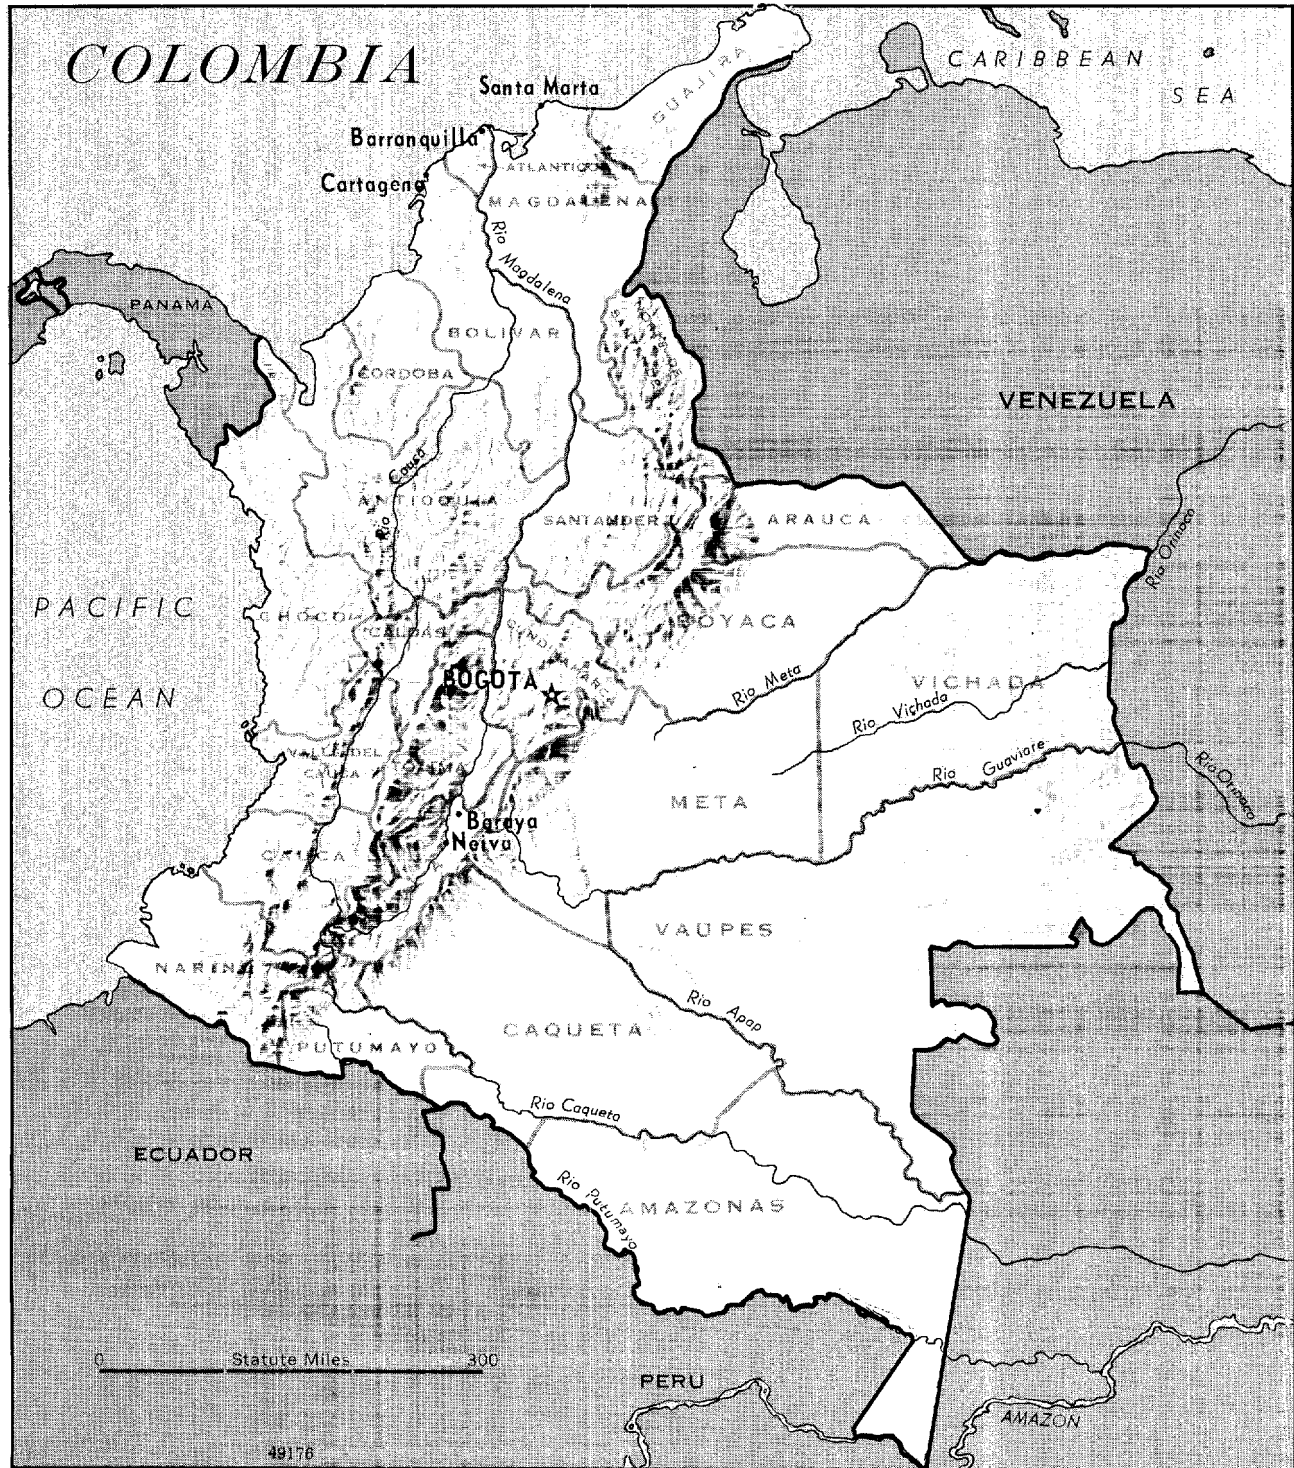 COLOMBIA
CARIBBEAN
SEA
Santa Marta
GUAJIRA
Barranquilla
ATLANTICO
Cartagena
MAGDALENA
Rio Magdalena
PANAMA
BOLIVAR
CORDOBA
VENEZUELA
Rio Cauca
ANTIOQUIA
SANTANDER
ARAUCA
Rio Orinoco
PACIFIC
OCEAN
CHOCO
CALDAS
BOYACA
BOGOTA
Rio Meta
VICHADA
Rio Vichada
VALLE DEL
CAUCA
TOLIMA
Rio Guaviare
Rio Orinoco
META
Baraya
Neiva
CAUCA
VAUPES
NARINO
Rio Apap
CAQUETA
PUTUMAYO
Rio Caqueta
ECUADOR
Rio Putumayo
AMAZONAS
0 Statute Miles 300
PERU
AMAZON
49176